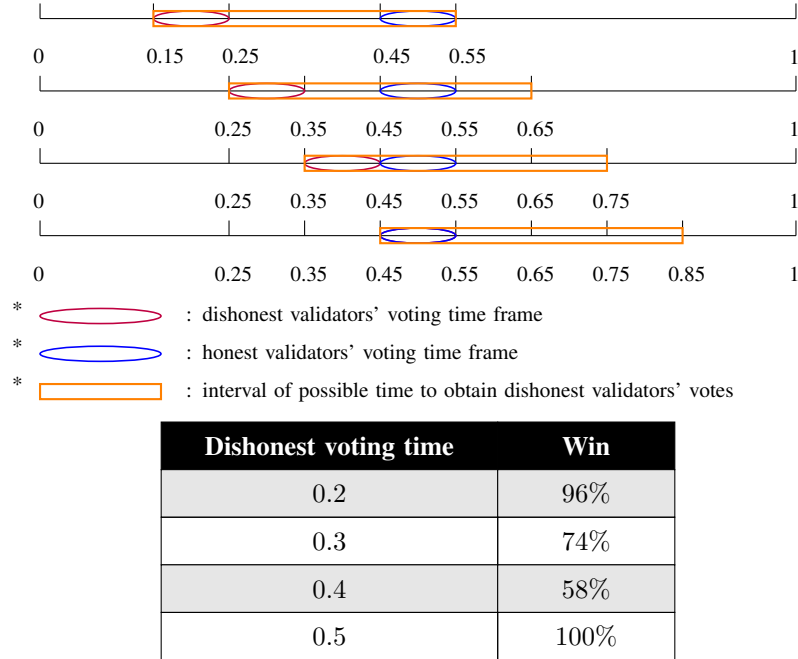 0 0.15 0.25 0.45 0.55 1
0 0.25 0.35 0.45 0.55 0.65 1
0 0.25 0.35 0.45 0.55 0.65 0.75 1
0 0.25 0.35 0.45 0.55 0.65 0.75 0.85 1
* : dishonest validators' voting time frame
* : honest validators' voting time frame
* : interval of possible time to obtain dishonest validators' votes
Dishonest voting time Win
0.2 96%
0.3 74%
0.4 58%
0.5 100%